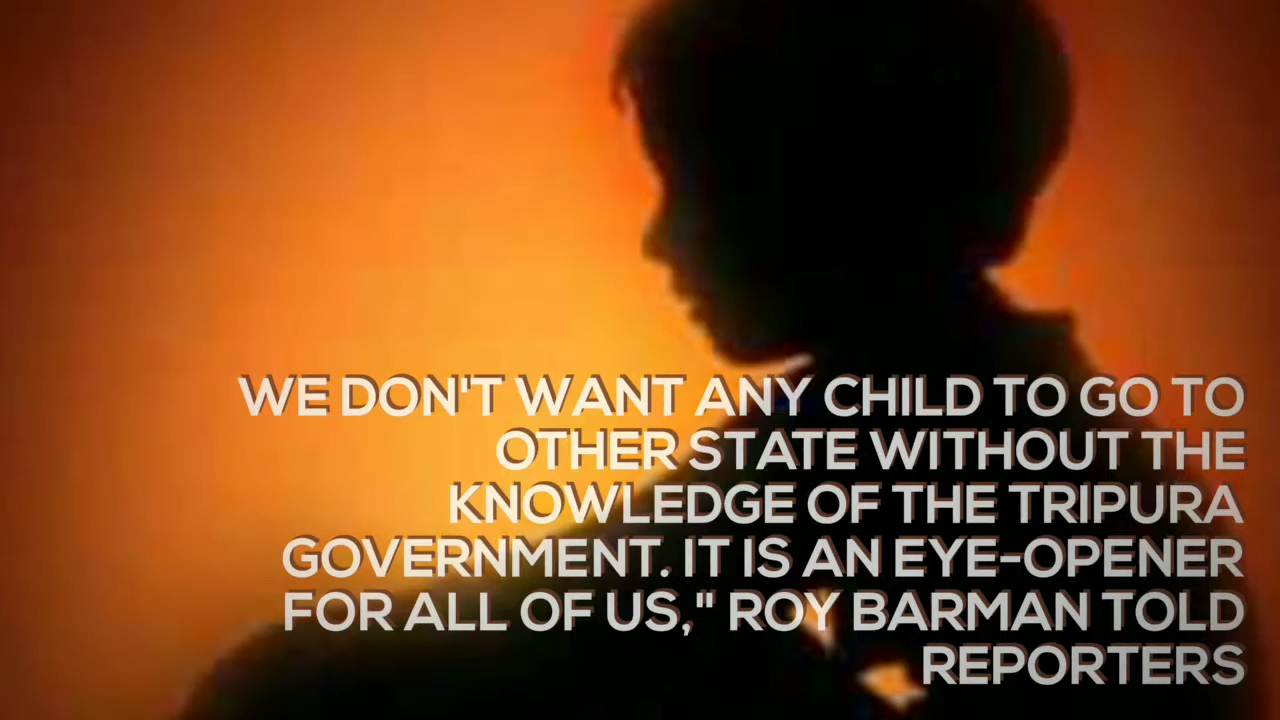 WE DON'T WANT ANY CHILD TO GO TO
OTHER STATE WITHOUT THE
KNOWLEDGE OF THE TRIPURA
GOVERNMENT. IT IS AN EYE-OPENER
FOR ALL OF US," ROY BARMAN TOLD
REPORTERS